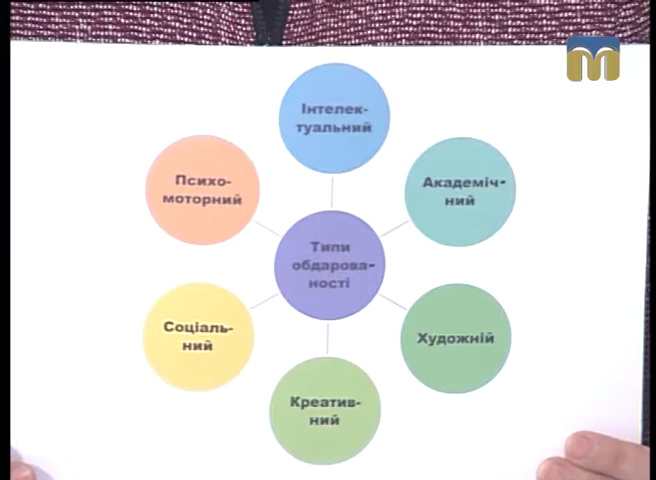 Інтелек-
туальний
Академіч-
ний
Художній
Креатив-
ний
Соціаль-
ний
Психо-
моторний
Типи
обдарова-
ності